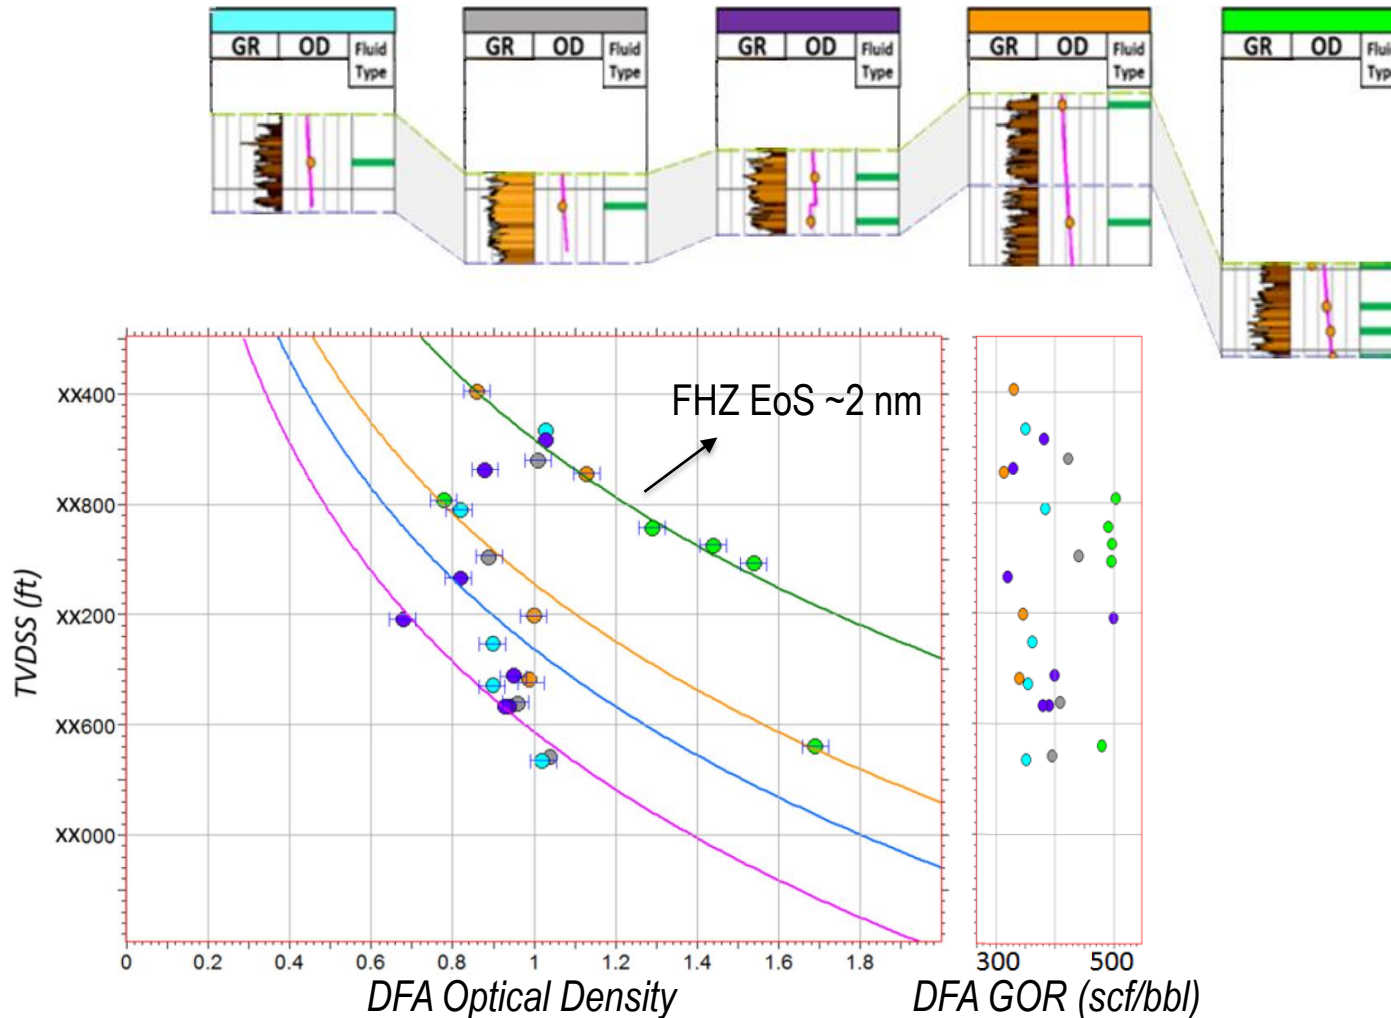 GR OD Fluid Type
GR OD Fluid Type
GR OD Fluid Type
GR OD Fluid Type
GR OD Type
FHZ EoS ~2 nm
XX400
XX800
XX200
XX600
XX000
TVDSS (ft)
0 0.2 0.4 0.6 0.8 1 1.2 1.4 1.6 1.8
300 500
DFA Optical Density
DFA GOR (scf/bbl)